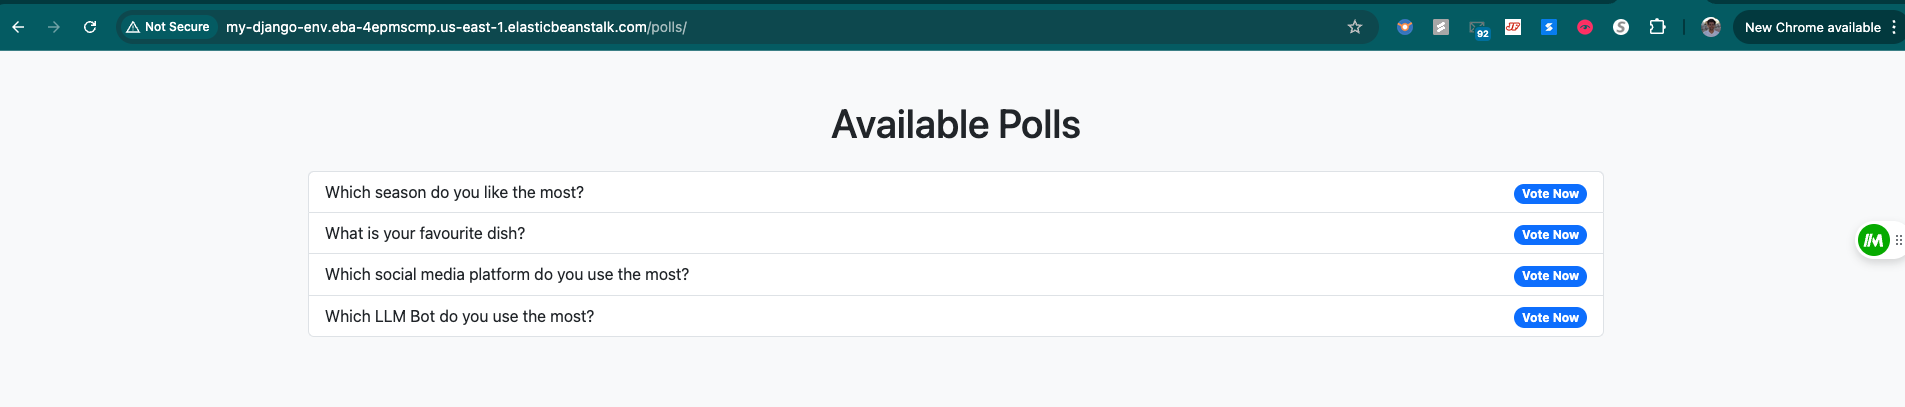 Not Secure my-django-env.eba-4epmscmp.us-east-1.elasticbeanstalk.com/polls/ 92 New Chrome available
Available Polls
Which season do you like the most? Vote Now
What is your favourite dish? Vote Now
Which social media platform do you use the most? Vote Now
Which LLM Bot do you use the most? Vote Now